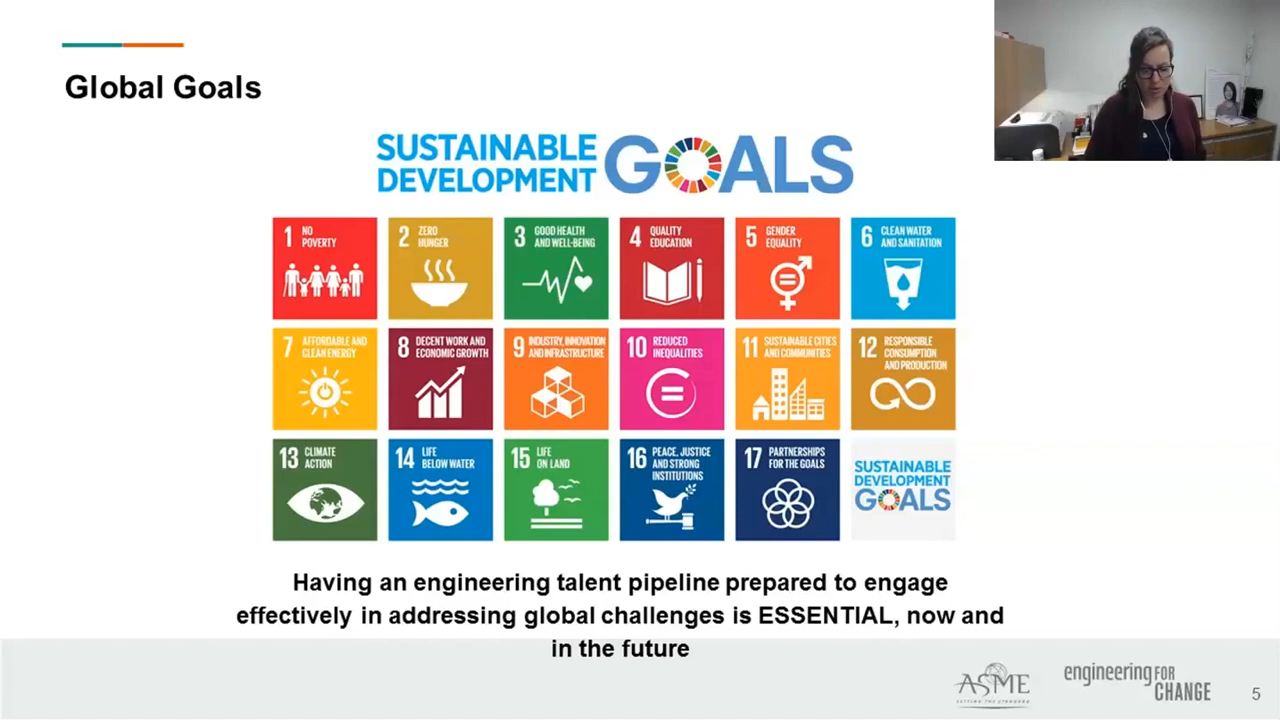 Global Goals
SUSTAINABLE
DEVELOPMENT
GOALS
1 NO
POVERTY
2 ZERO
HUNGER
3 GOOD HEALTH
AND WELL-BEING
4 QUALITY
EDUCATION
5 GENDER
EQUALITY
6 CLEAN WATER
AND SANITATION
7 AFFORDABLE AND
CLEAN ENERGY
8 DECENT WORK AND
ECONOMIC GROWTH
9 INDUSTRY, INNOVATION
AND INFRASTRUCTURE
10 REDUCED
INEQUALITIES
11 SUSTAINABLE CITIES
AND COMMUNITIES
12 RESPONSIBLE
CONSUMPTION
AND PRODUCTION
13 CLIMATE
ACTION
14 LIFE
BELOW WATER
15 LIFE
ON LAND
16 PEACE, JUSTICE
AND STRONG
INSTITUTIONS
17 PARTNERSHIPS
FOR THE GOALS
SUSTAINABLE
DEVELOPMENT
GOALS
Having an engineering talent pipeline prepared to engage
effectively in addressing global challenges is ESSENTIAL, now and
in the future
ASME
SETTING THE STANDARD
engineering FOR
CHANGE
5